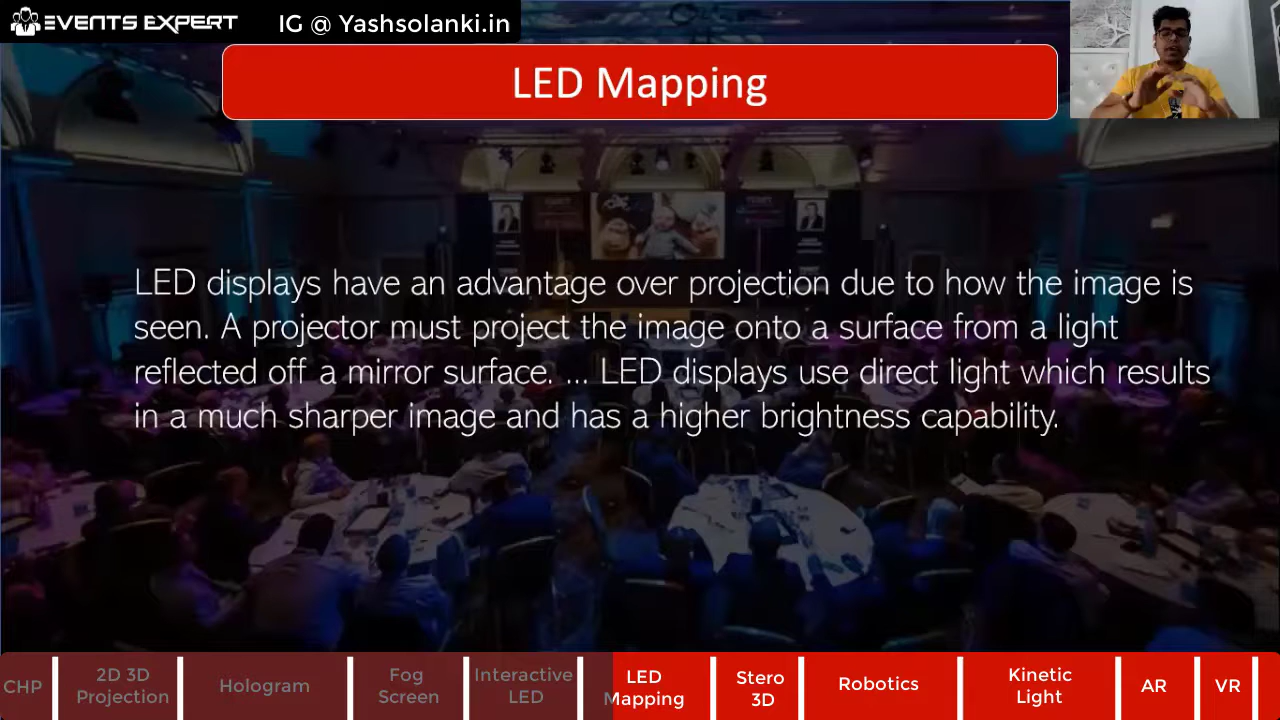 EVENTS EXPERT
IG @ Yashsolanki.in
LED Mapping
LED displays have an advantage over projection due to how the image is
seen. A projector must project the image onto a surface from a light
reflected off a mirror surface. ... LED displays use direct light which results
in a much sharper image and has a higher brightness capability.
CHP
2D 3D
Projection
Hologram
Fog
Screen
Interactive
LED
LED
Mapping
Stero
3D
Robotics
Kinetic
Light
AR
VR